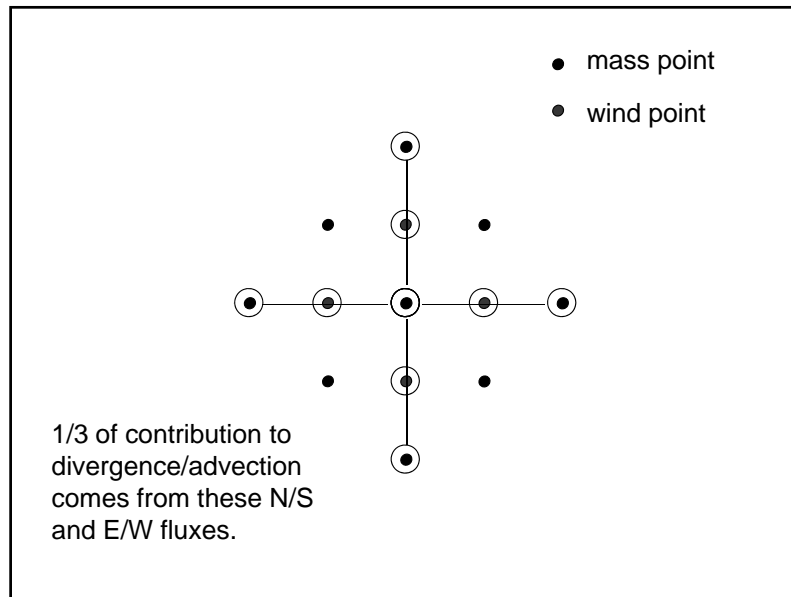 mass point
wind point
1/3 of contribution to
divergence/advection
comes from these N/S
and E/W fluxes.